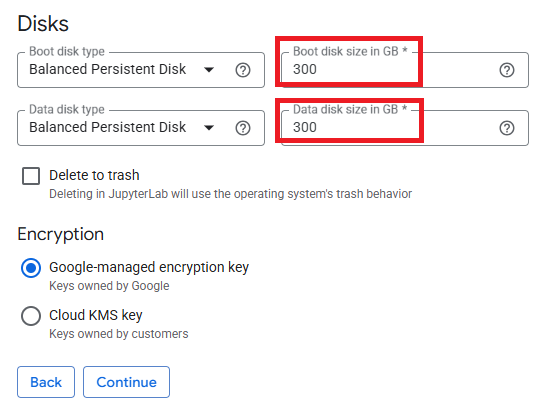 Disks
Boot disk type
Boot disk size in GB *
Balanced Persistent Disk
300
Data disk type
Data disk size in GB *
Balanced Persistent Disk
300
Delete to trash
Deleting in JupyterLab will use the operating system's trash behavior
Encryption
Google-managed encryption key
Keys owned by Google
Cloud KMS key
Keys owned by customers
Back
Continue